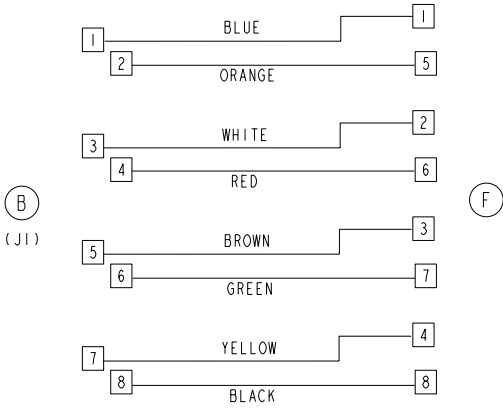 BLUE 1
1
2 ORANGE 5
WHITE 2
3
4 RED 6
B F
(J1)
BROWN 3
5
6 GREEN 7
YELLOW 4
7
8 BLACK 8